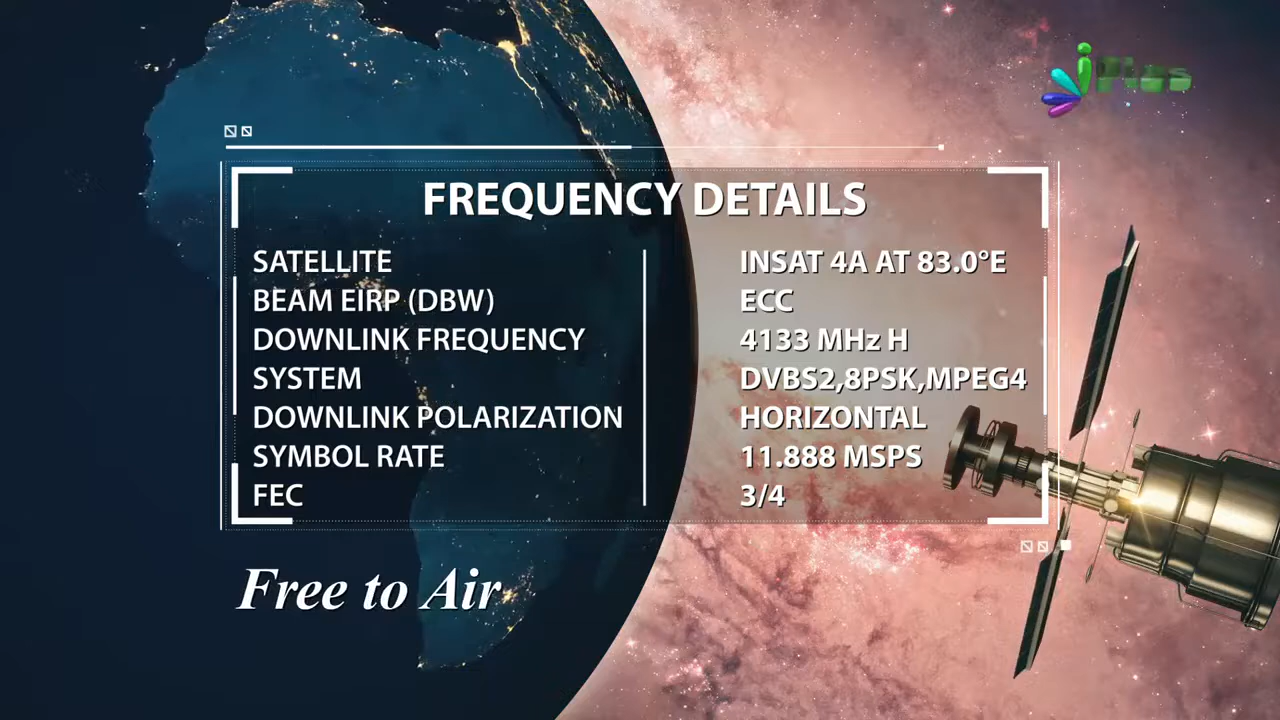 iPlus
FREQUENCY DETAILS
SATELLITE INSAT 4A AT 83.0°E
BEAM EIRP (DBW) ECC
DOWNLINK FREQUENCY 4133 MHz H
SYSTEM DVBS2,8PSK,MPEG4
DOWNLINK POLARIZATION HORIZONTAL
SYMBOL RATE 11.888 MSPS
FEC 3/4
Free to Air